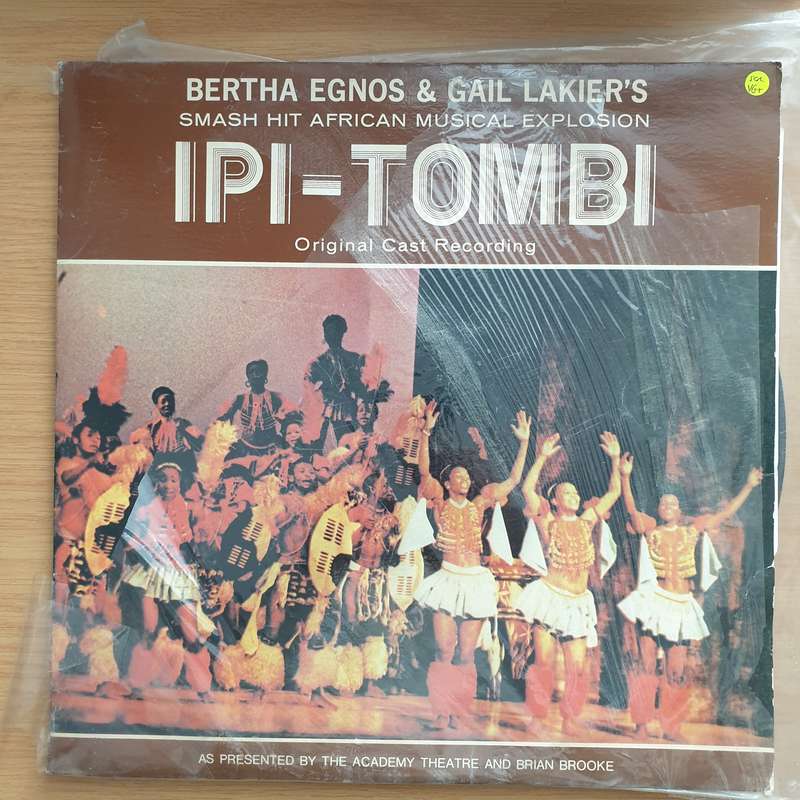 BERTHA EGNOS & GAIL LAKIER'S
SMASH HIT AFRICAN MUSICAL EXPLOSION
IPI-TOMBI
Original Cast Recording
VG+
AS PRESENTED BY THE ACADEMY THEATRE AND BRIAN BROOKE